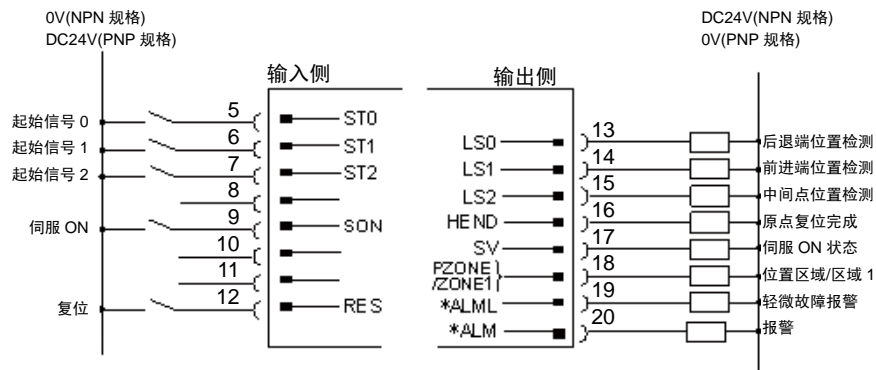 0V(NPN 规格)
DC24V(PNP 规格)
DC24V(NPN 规格)
0V(PNP 规格)
输入侧
输出侧
起始信号 0
5
ST0
起始信号 1
6
ST1
起始信号 2
7
ST2
8
伺服 ON
9
SON
10
11
复位
12
RES
LS0
13
后退端位置检测
LS1
14
前进端位置检测
LS2
15
中间点位置检测
HEND
16
原点复位完成
SV
17
伺服 ON 状态
PZONE
/ZONE1
18
位置区域/区域 1
*ALML
19
轻微故障报警
*ALM
20
报警